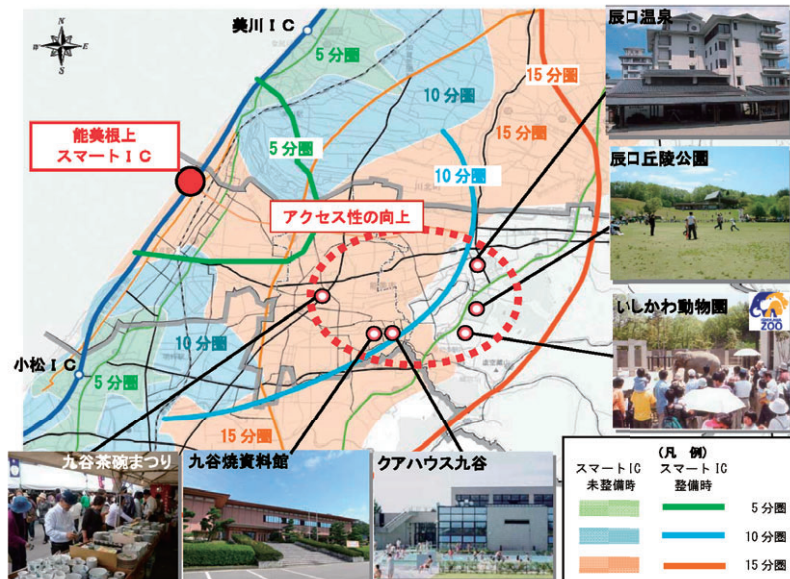 N
W
E
S
美川ＩＣ
辰口温泉
5分圏
15分圏
10分圏
能美根上
スマートＩＣ
15分圏
5分圏
10分圏
15分圏
辰口丘陵公園
アクセス性の向上
いしかわ動物園
ISHIKAWA
ZOO
10分圏
小松ＩＣ
5分圏
15分圏
九谷茶碗まつり
九谷焼資料館
クアハウス九谷
(凡 例)
スマートIC
未整備時
スマートIC
整備時
5分圏
10分圏
15分圏